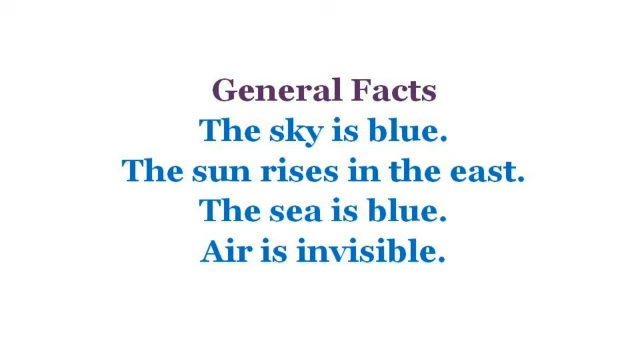 General Facts
The sky is blue.
The sun rises in the east.
The sea is blue.
Air is invisible.